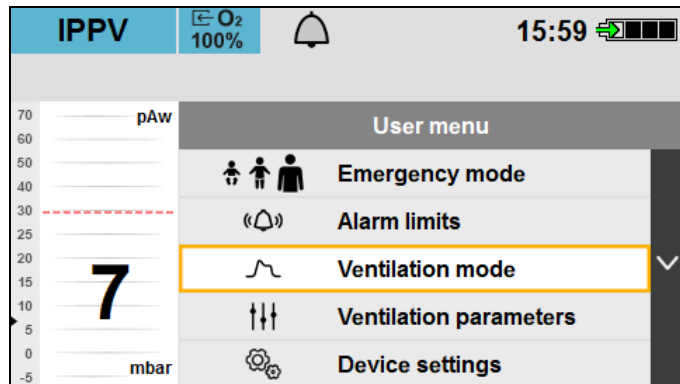 IPPV
O₂
100%
15:59
70
60
50
40
30
25
20
15
10
5
0
-5
pAw
7
mbar
User menu
Emergency mode
Alarm limits
Ventilation mode
Ventilation parameters
Device settings